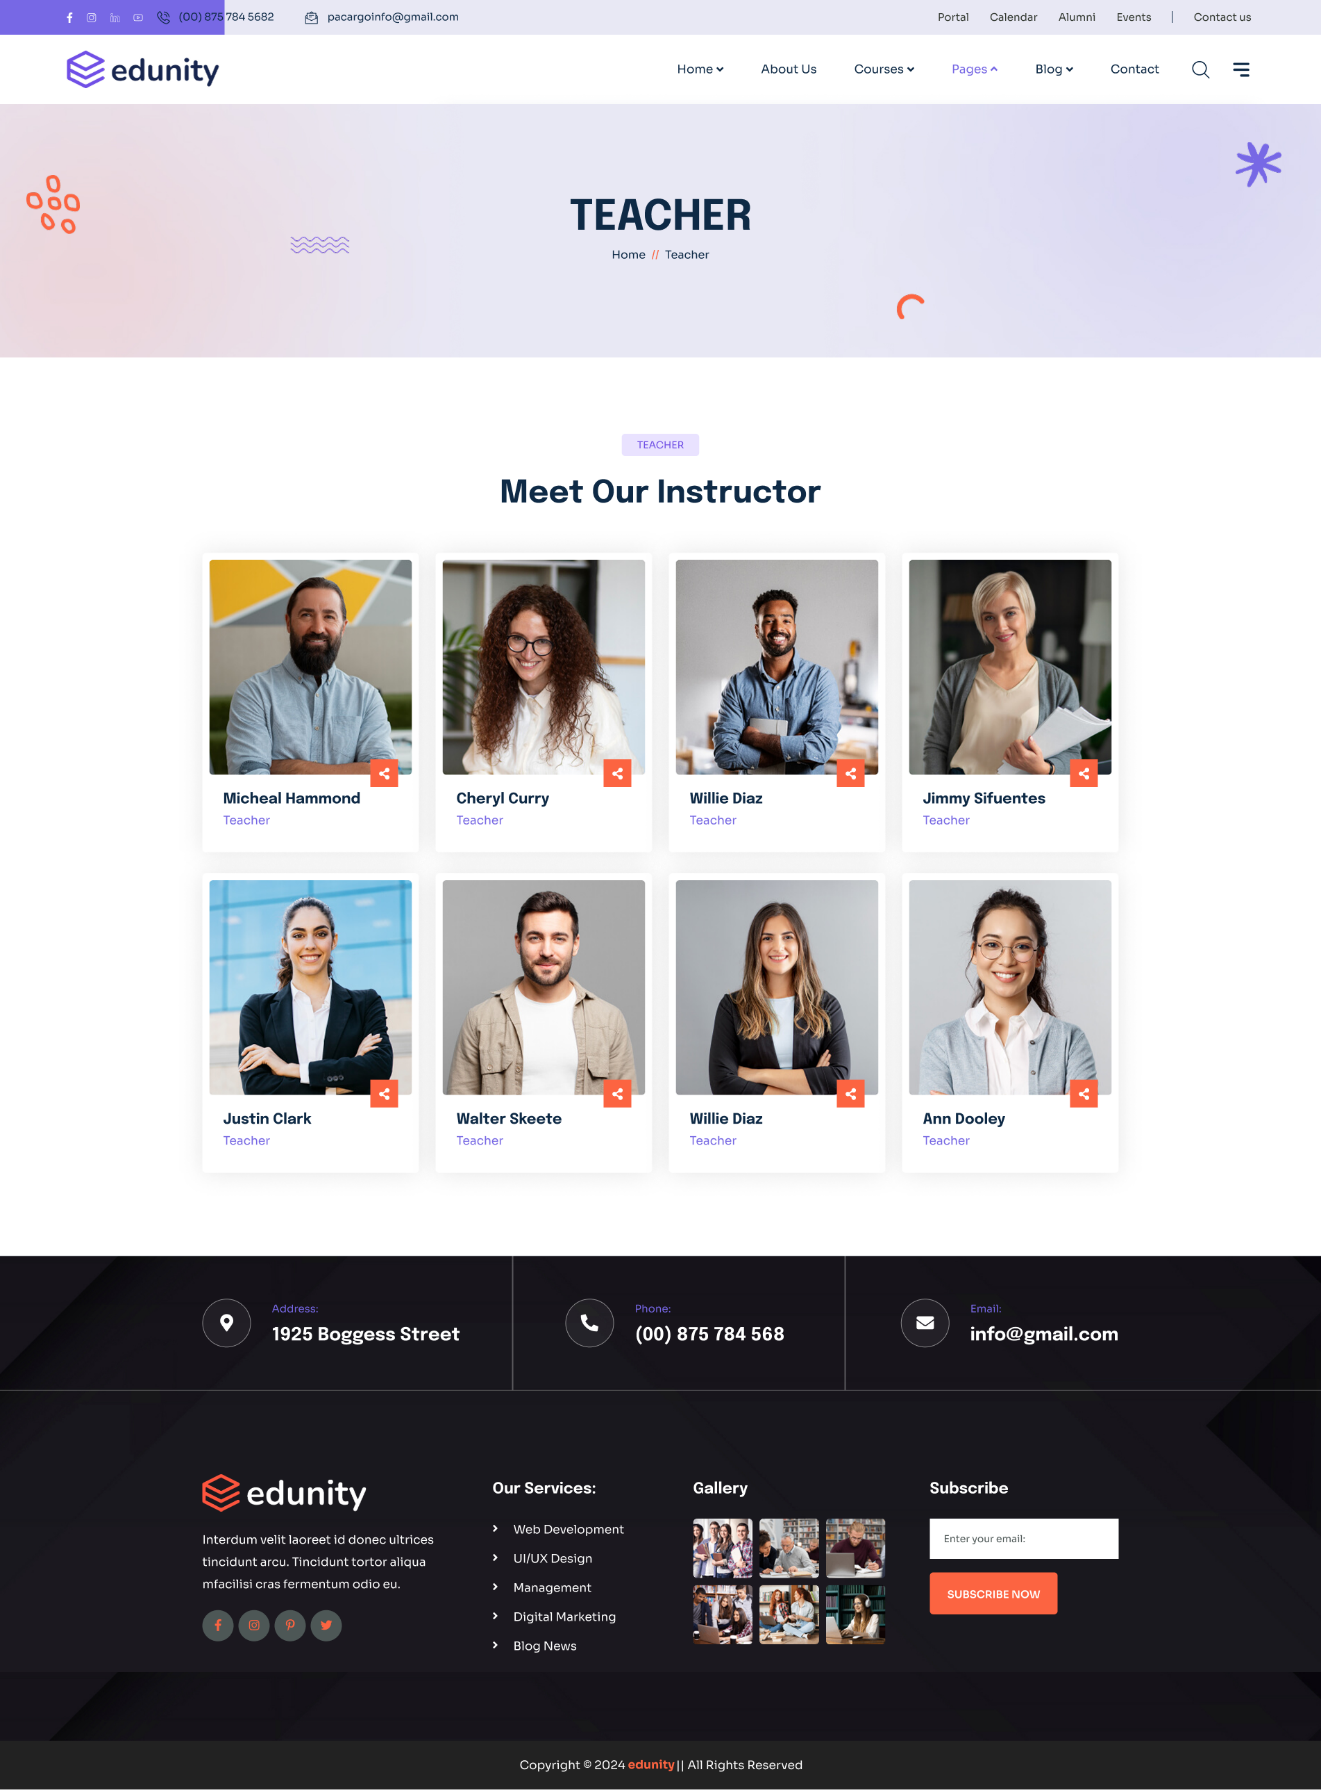 (00) 875 784 5682 pacargoinfo@gmail.com Portal Calendar Alumni Events | Contact us
edunity Home About Us Courses Pages Blog Contact
TEACHER
Home // Teacher
TEACHER
Meet Our Instructor
Micheal Hammond Cheryl Curry Willie Diaz Jimmy Sifuentes
Teacher Teacher Teacher Teacher
Justin Clark Walter Skeete Willie Diaz Ann Dooley
Teacher Teacher Teacher Teacher
Address: Phone: Email:
1925 Boggess Street (00) 875 784 568 info@gmail.com
edunity
Interdum velit laoreet id donec ultrices
tincidunt arcu. Tincidunt tortor aliqua
mfacilisi cras fermentum odio eu.
Our Services:
Web Development
UI/UX Design
Management
Digital Marketing
Blog News
Gallery
Subscribe
Enter your email:
SUBSCRIBE NOW
Copyright © 2024 edunity || All Rights Reserved